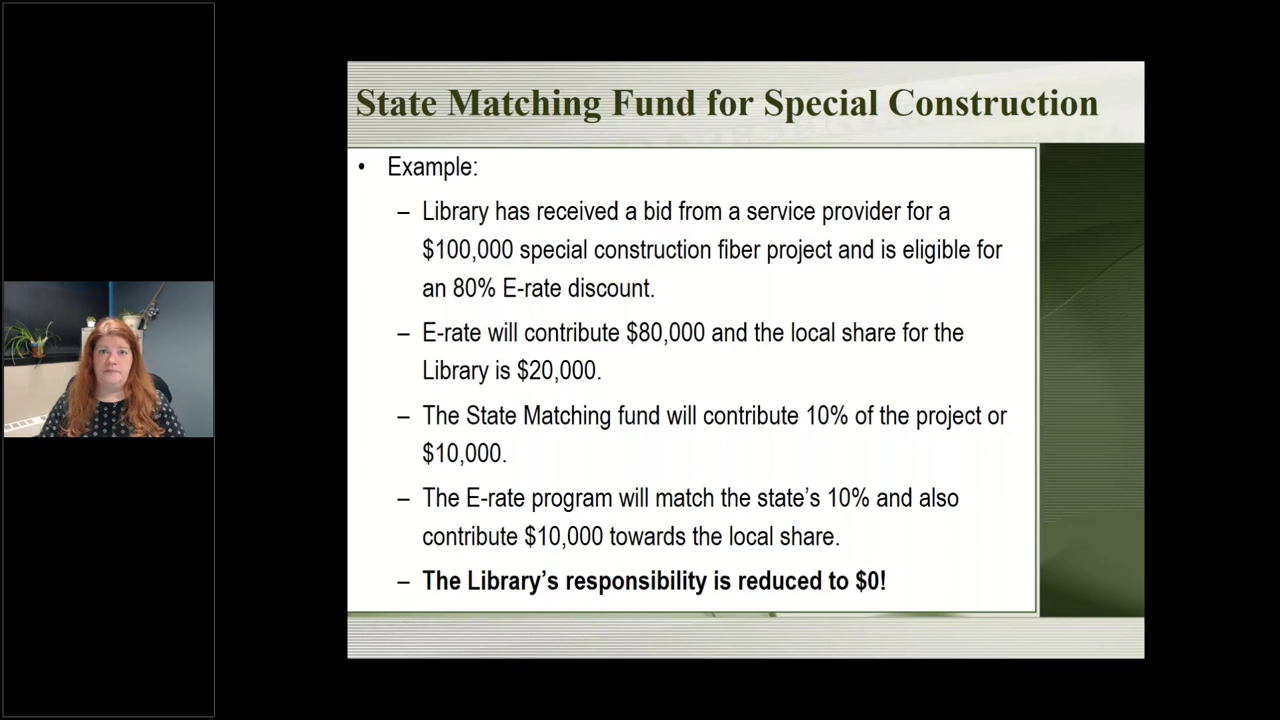 State Matching Fund for Special Construction
• Example:
– Library has received a bid from a service provider for a
$100,000 special construction fiber project and is eligible for
an 80% E-rate discount.
– E-rate will contribute $80,000 and the local share for the
Library is $20,000.
– The State Matching fund will contribute 10% of the project or
$10,000.
– The E-rate program will match the state’s 10% and also
contribute $10,000 towards the local share.
– The Library’s responsibility is reduced to $0!